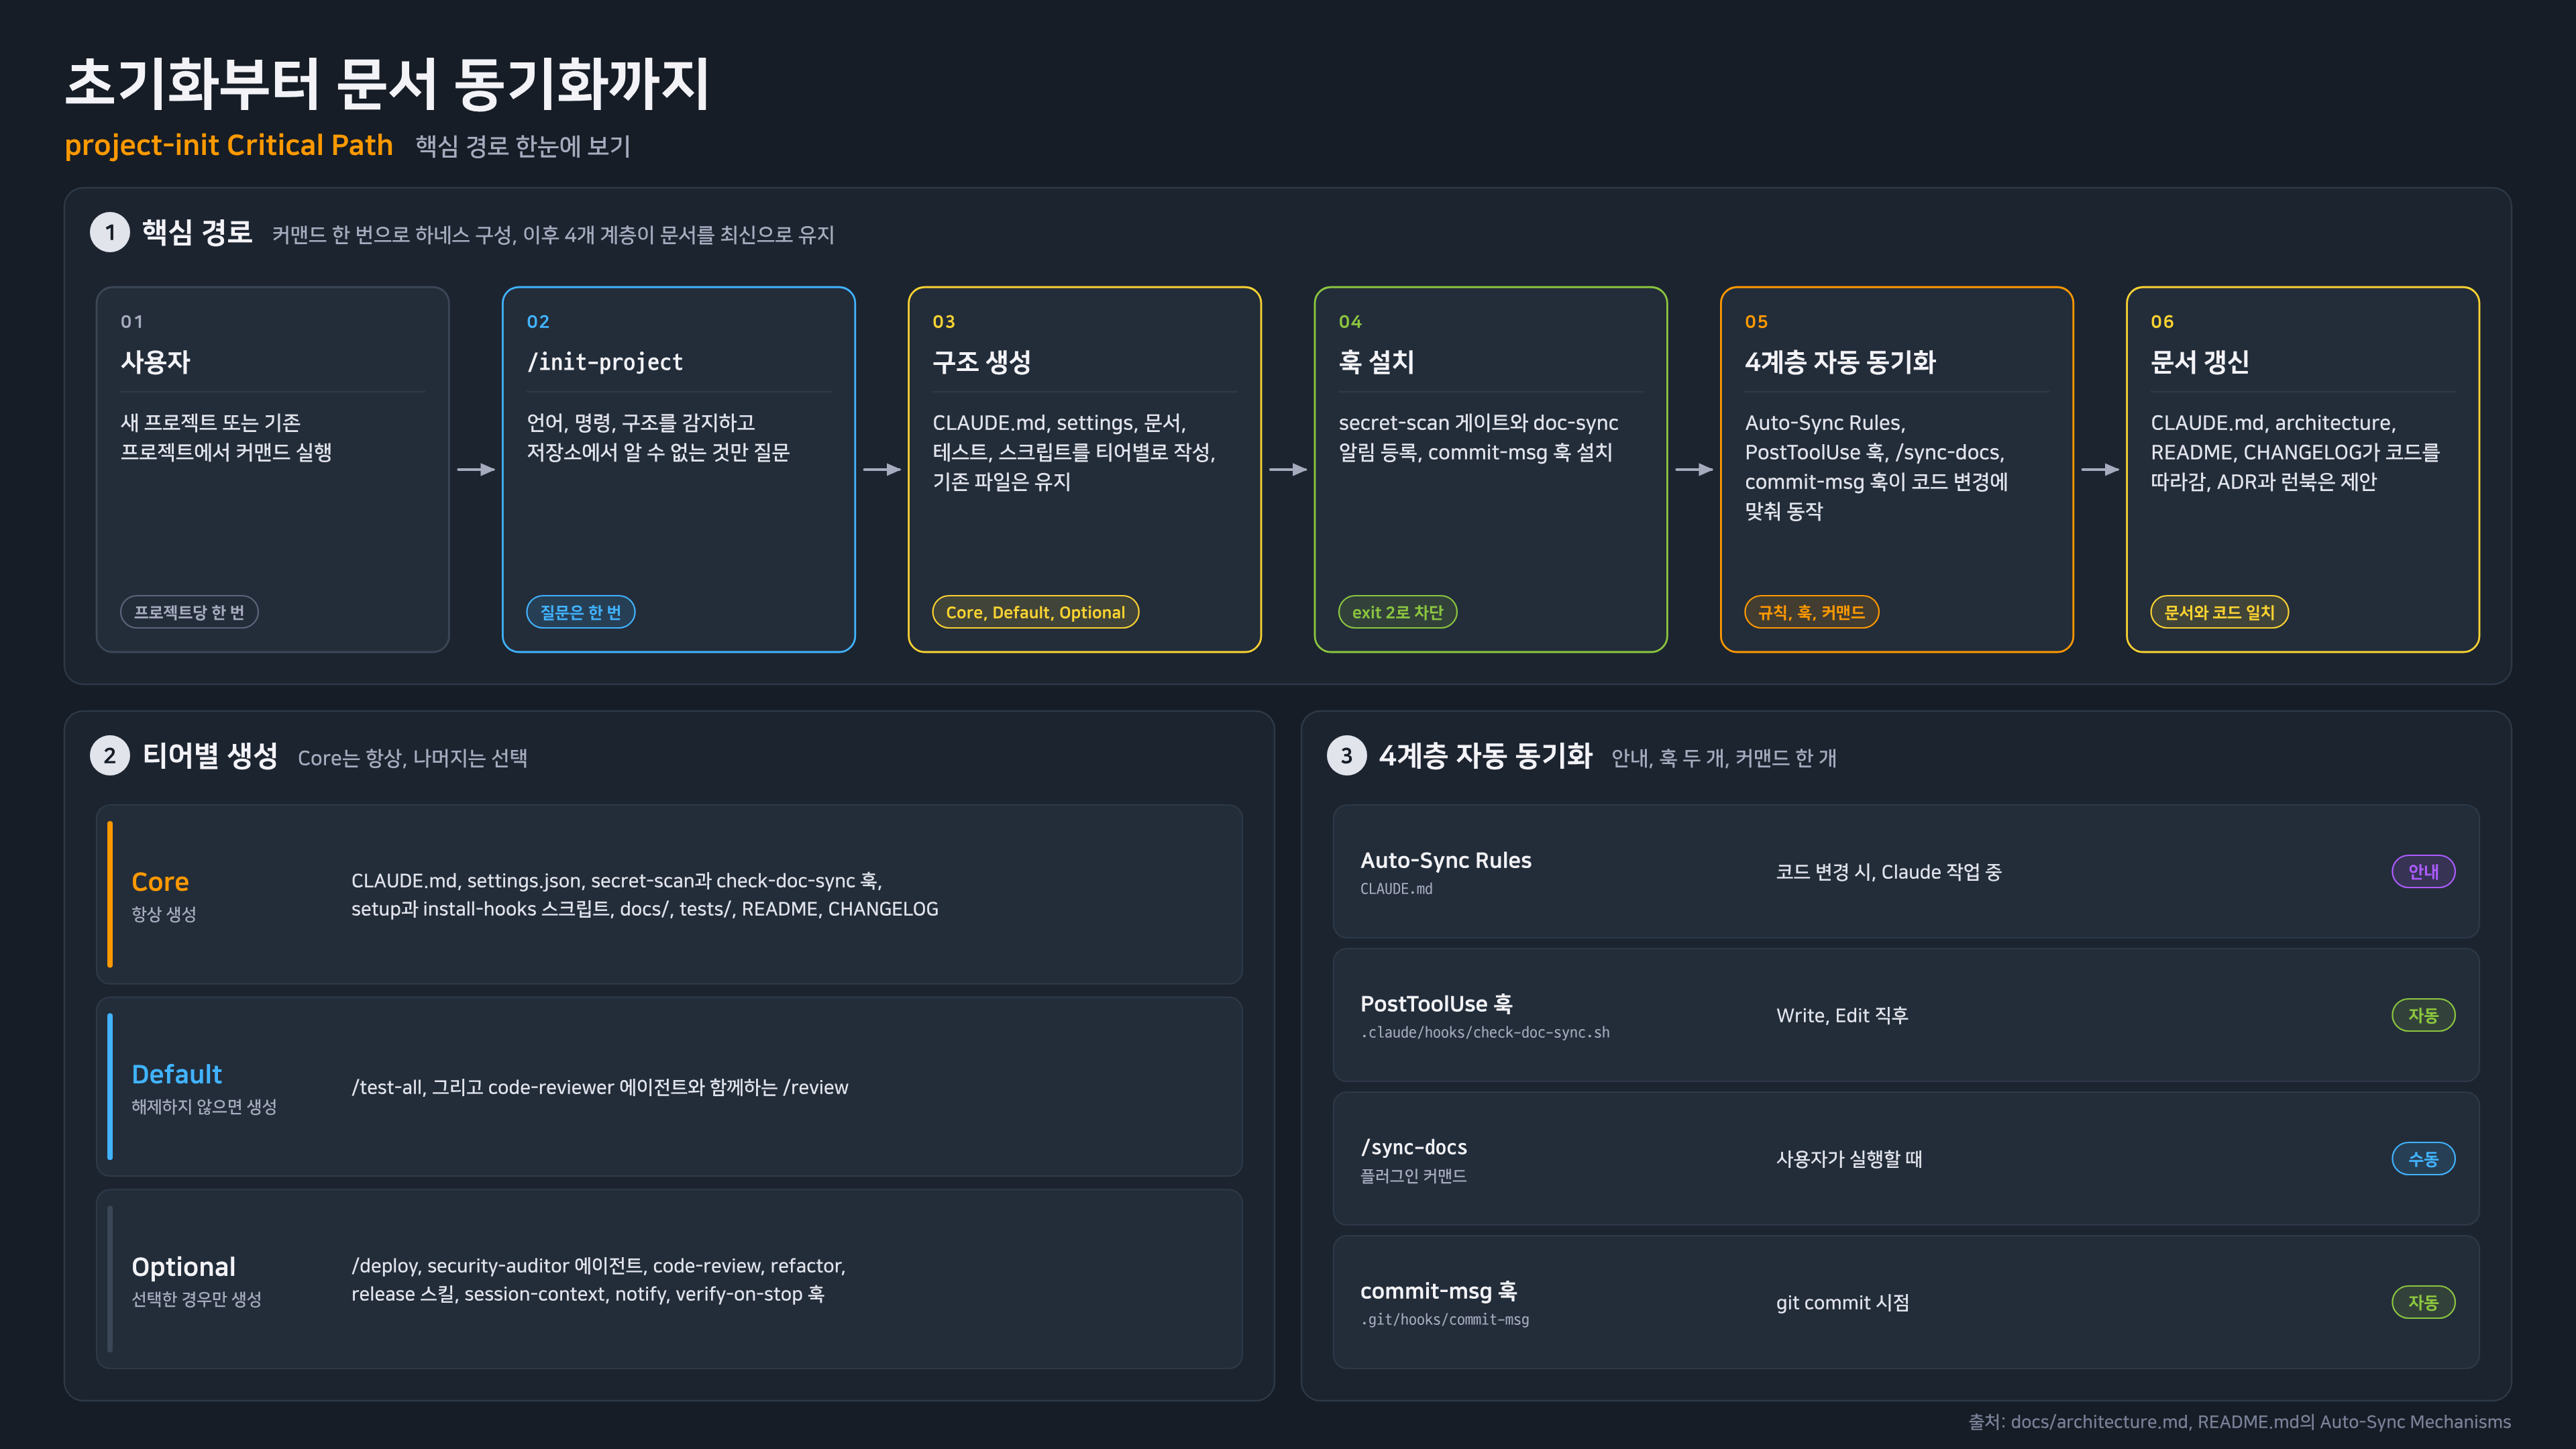 초기화부터 문서 동기화까지
project-init Critical Path 핵심 경로 한눈에 보기
1 핵심 경로 커맨드 한 번으로 하네스 구성, 이후 4개 계층이 문서를 최신으로 유지
01
사용자
새 프로젝트 또는 기존
프로젝트에서 커맨드 실행
프로젝트당 한 번
02
/init-project
언어, 명령, 구조를 감지하고
저장소에서 알 수 없는 것만 질문
질문은 한 번
03
구조 생성
CLAUDE.md, settings, 문서,
테스트, 스크립트를 티어별로 작성,
기존 파일은 유지
Core, Default, Optional
04
훅 설치
secret-scan 게이트와 doc-sync
알림 등록, commit-msg 훅 설치
exit 2로 차단
05
4계층 자동 동기화
Auto-Sync Rules,
PostToolUse 훅, /sync-docs,
commit-msg 훅이 코드 변경에
맞춰 동작
규칙, 훅, 커맨드
06
문서 갱신
CLAUDE.md, architecture,
README, CHANGELOG가 코드를
따라감, ADR과 런북은 제안
문서와 코드 일치
2 티어별 생성 Core는 항상, 나머지는 선택
Core
항상 생성
CLAUDE.md, settings.json, secret-scan과 check-doc-sync 훅,
setup과 install-hooks 스크립트, docs/, tests/, README, CHANGELOG
Default
해제하지 않으면 생성
/test-all, 그리고 code-reviewer 에이전트와 함께하는 /review
Optional
선택한 경우만 생성
/deploy, security-auditor 에이전트, code-review, refactor,
release 스킬, session-context, notify, verify-on-stop 훅
3 4계층 자동 동기화 안내, 훅 두 개, 커맨드 한 개
Auto-Sync Rules
CLAUDE.md
코드 변경 시, Claude 작업 중
안내
PostToolUse 훅
.claude/hooks/check-doc-sync.sh
Write, Edit 직후
자동
/sync-docs
플러그인 커맨드
사용자가 실행할 때
수동
commit-msg 훅
.git/hooks/commit-msg
git commit 시점
자동
출처: docs/architecture.md, README.md의 Auto-Sync Mechanisms